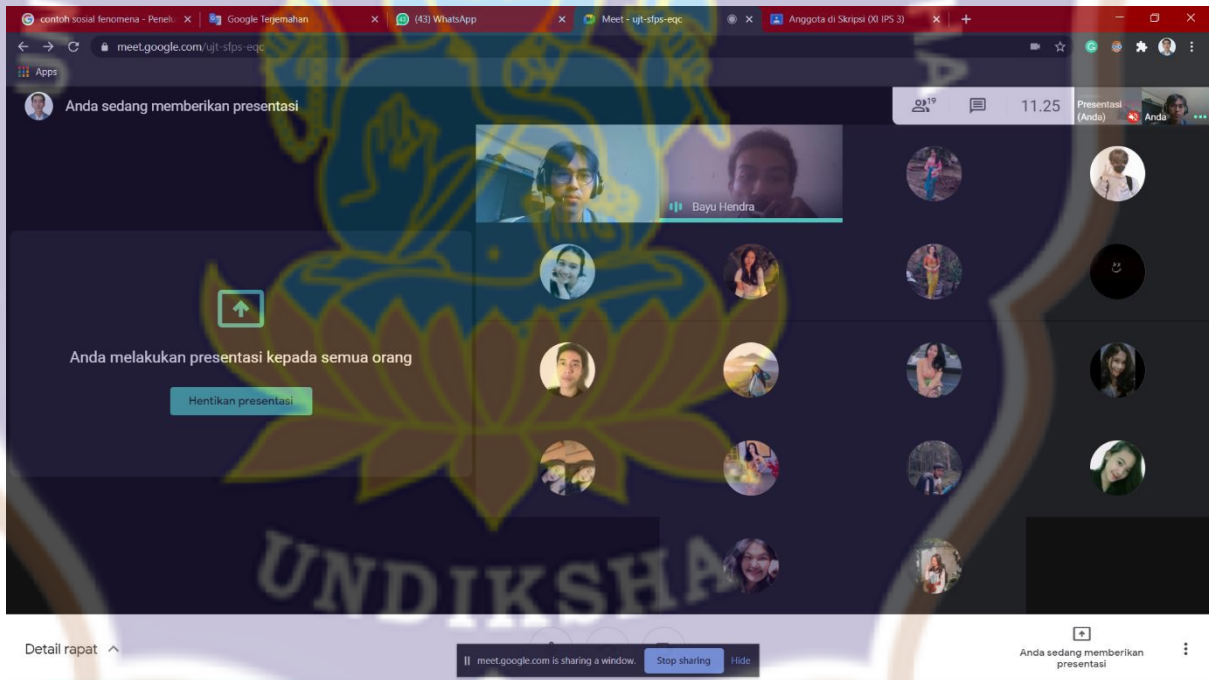 contoh sosial fenomena - Penelu
Google Terjemahan
(43) WhatsApp
Meet - ujt-sfps-eqc
Anggota di Skripsi (XI IPS 3)
meet.google.com/ujt-sfps-eqc
Apps
Anda sedang memberikan presentasi
19
11.25
Presentasi
(Anda)
Anda
Bayu Hendra
Anda melakukan presentasi kepada semua orang
Hentikan presentasi
UNDIKSHA
Detail rapat
meet.google.com is sharing a window.
Stop sharing
Hide
Anda sedang memberikan
presentasi